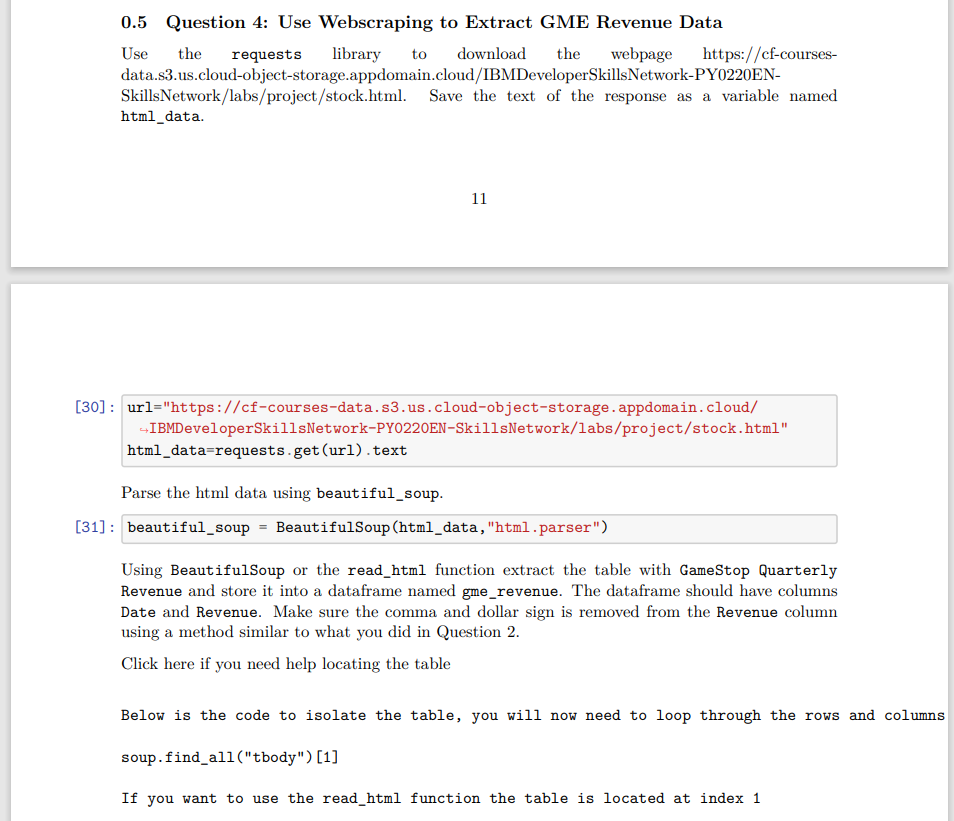 0.5 Question 4: Use Webscraping to Extract GME Revenue Data
Use the requests library to download the webpage https://cf-courses-
data.s3.us.cloud-object-storage.appdomain.cloud/IBMDeveloperSkillsNetwork-PY0220EN-
SkillsNetwork/labs/project/stock.html. Save the text of the response as a variable named
html_data.
11
[30]: url="https://cf-courses-data.s3.us.cloud-object-storage.appdomain.cloud/
↪IBMDeveloperSkillsNetwork-PY0220EN-SkillsNetwork/labs/project/stock.html"
html_data=requests.get(url).text
Parse the html data using beautiful_soup.
[31]: beautiful_soup = BeautifulSoup(html_data,"html.parser")
Using BeautifulSoup or the read_html function extract the table with GameStop Quarterly
Revenue and store it into a dataframe named gme_revenue. The dataframe should have columns
Date and Revenue. Make sure the comma and dollar sign is removed from the Revenue column
using a method similar to what you did in Question 2.
Click here if you need help locating the table
Below is the code to isolate the table, you will now need to loop through the rows and columns
soup.find_all("tbody")[1]
If you want to use the read_html function the table is located at index 1